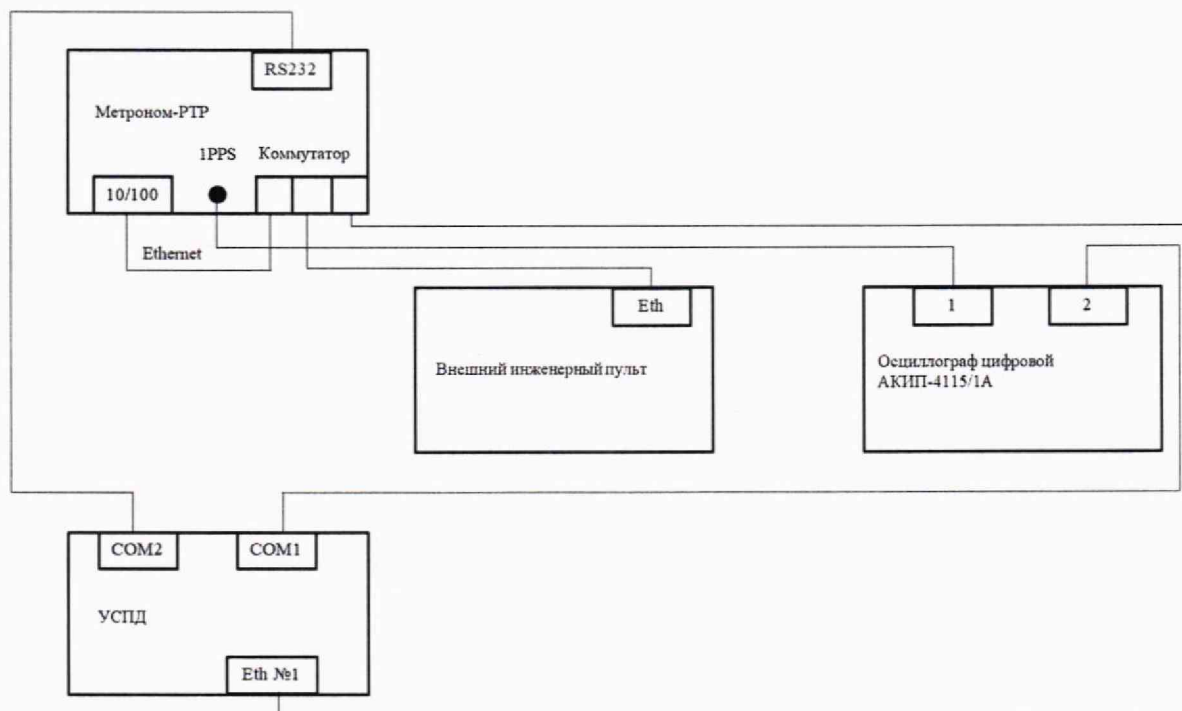 RS232
Метроном-PTP
1PPS
Коммутатор
10/100
Ethernet
Eth
1
2
Внешний инженерный пульт
Осциллограф цифровой
АКИП-4115/1А
COM2
COM1
УСПД
Eth №1